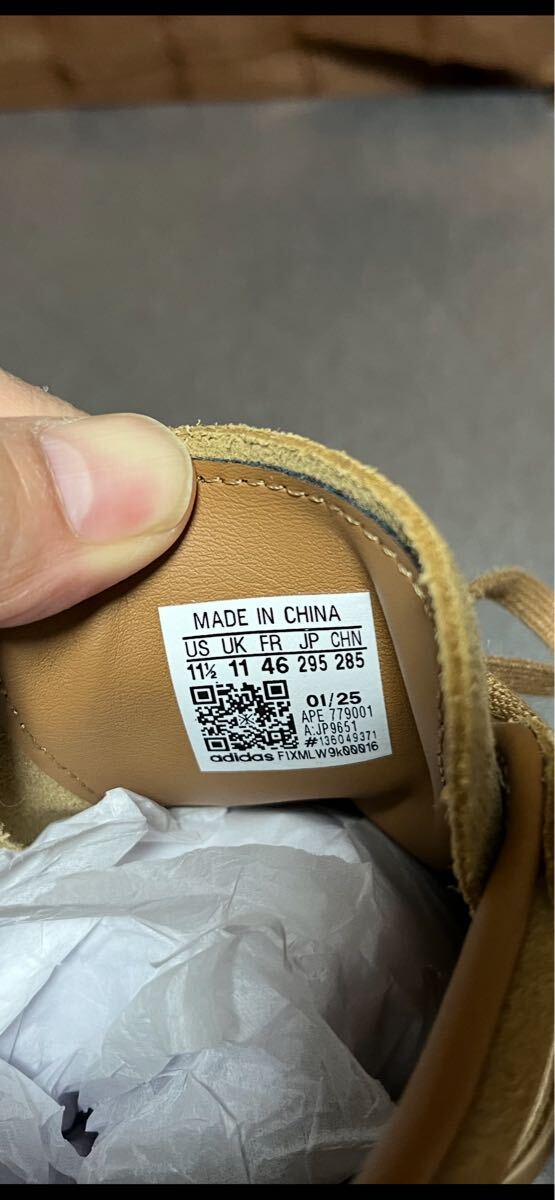 MADE IN CHINA
US UK FR JP CHN
11½ 11 46 295 285
01/25
APE 779001
A:JP9651
#136049371
adidas FIXMLW9k00016